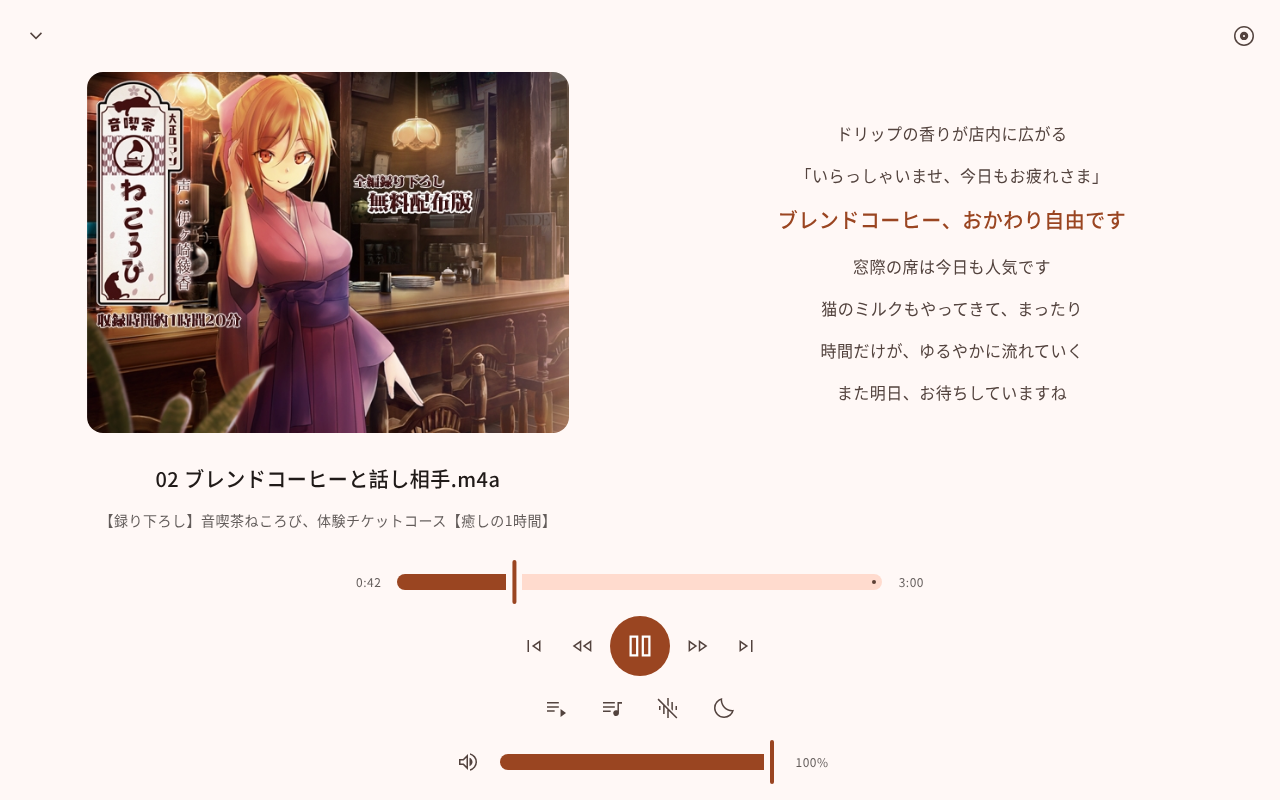 大正ロマン
音喫茶
ねころび
声:伊ヶ崎綾香
全編録り下ろし
無料配布版
収録時間約1時間20分
ドリップの香りが店内に広がる
「いらっしゃいませ、今日もお疲れさま」
ブレンドコーヒー、おかわり自由です
窓際の席は今日も人気です
猫のミルクもやってきて、まったり
時間だけが、ゆるやかに流れていく
また明日、お待ちしていますね
02 ブレンドコーヒーと話し相手.m4a
【録り下ろし】音喫茶ねころび、体験チケットコース【癒しの1時間】
0:42
3:00
100%